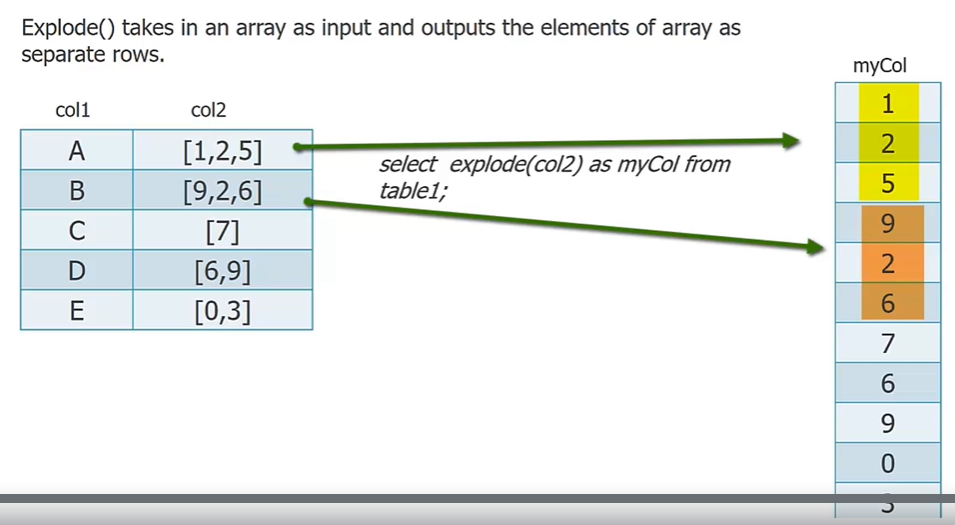 Explode() takes in an array as input and outputs the elements of array as
separate rows.
col1 col2
A [1,2,5]
B [9,2,6]
C [7]
D [6,9]
E [0,3]
select explode(col2) as myCol from
table1;
myCol
1
2
5
9
2
6
7
6
9
0
3